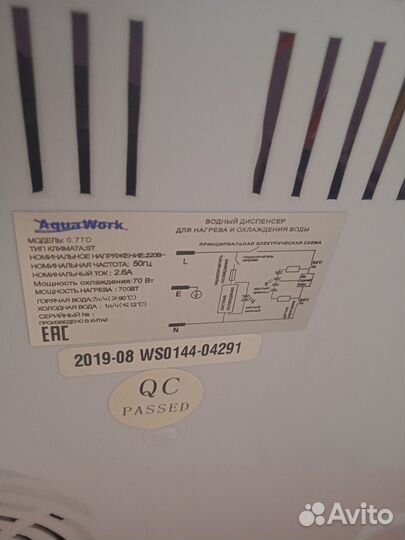 AquaWork
МОДЕЛЬ: 0.7TD
ТИП КЛИМАТА:ST
НОМИНАЛЬНОЕ НАПРЯЖЕНИЕ:220В~
НОМИНАЛЬНАЯ ЧАСТОТА: 50Гц
НОМИНАЛЬНЫЙ ТОК: 2.6А
Мощность охлаждения:70 Вт
МОЩНОСТЬ НАГРЕВА: 700ВТ
ГОРЯЧАЯ ВОДА:7л/ч(≥90℃)
ХОЛОДНАЯ ВОДА: 1л/ч(≤12℃)
СЕРИЙНЫЙ №:
ПРОИЗВЕДЕНО В КИТАЕ
EAC
ВОДНЫЙ ДИСПЕНСЕР
ДЛЯ НАГРЕВА И ОХЛАЖДЕНИЯ ВОДЫ
ПРИНЦИПИАЛЬНАЯ ЭЛЕКТРИЧЕСКАЯ СХЕМА
L
E
N
2019-08 WS0144-04291
QC
PASSED
Avito